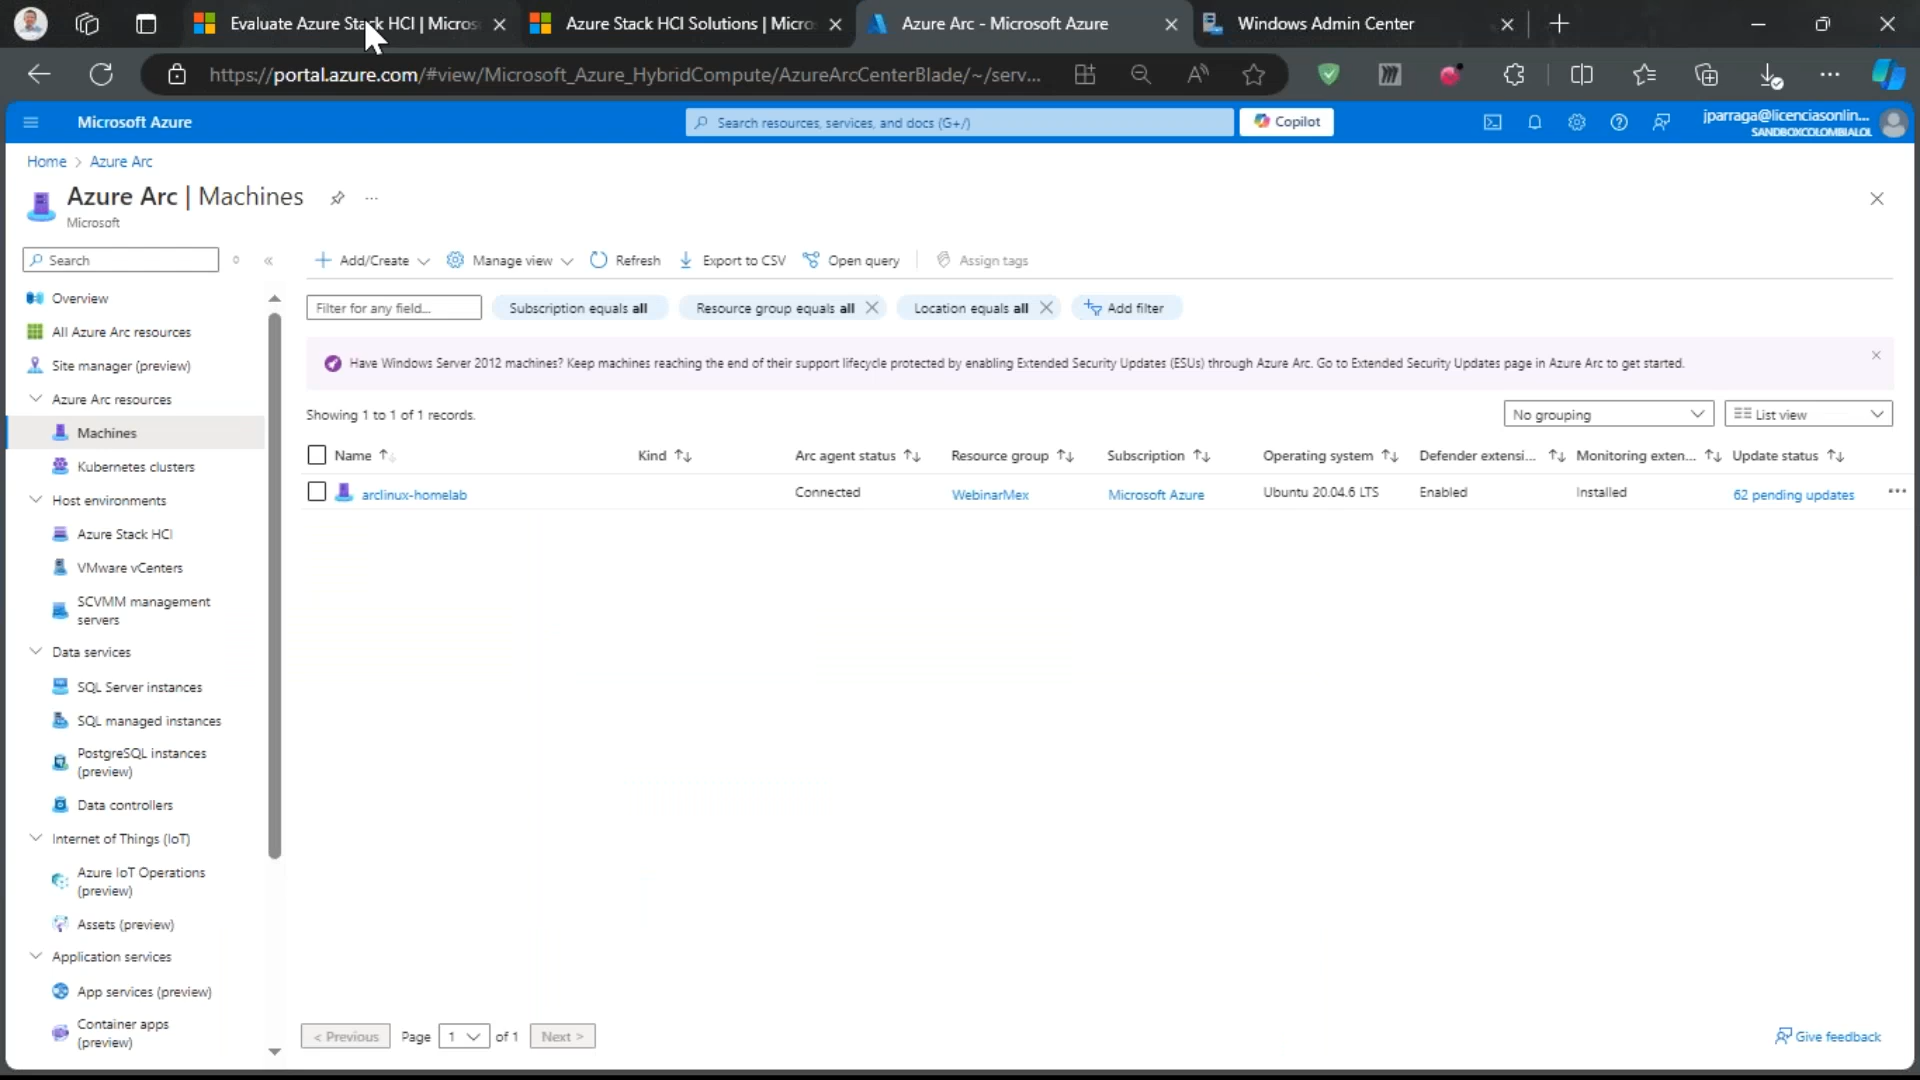 Evaluate Azure Stack HCI | Micros
Azure Stack HCI Solutions | Micro
Azure Arc - Microsoft Azure
Windows Admin Center
https://portal.azure.com/#view/Microsoft_Azure_HybridCompute/AzureArcCenterBlade/~/serv...
Microsoft Azure
Search resources, services, and docs (G+/)
Copilot
jparraga@licenciasonlin...
SANDBOXCOLOMBIALOL
Home > Azure Arc
Azure Arc | Machines
...
Microsoft
Search
«
Add/Create
Manage view
Refresh
Export to CSV
Open query
Assign tags
Overview
All Azure Arc resources
Site manager (preview)
Azure Arc resources
Machines
Kubernetes clusters
Host environments
Azure Stack HCI
VMware vCenters
SCVMM management
servers
Data services
SQL Server instances
SQL managed instances
PostgreSQL instances
(preview)
Data controllers
Internet of Things (IoT)
Azure IoT Operations
(preview)
Assets (preview)
Application services
App services (preview)
Container apps
(preview)
Filter for any field...
Subscription equals all
Resource group equals all
Location equals all
Add filter
Have Windows Server 2012 machines? Keep machines reaching the end of their support lifecycle protected by enabling Extended Security Updates (ESUs) through Azure Arc. Go to Extended Security Updates page in Azure Arc to get started.
Showing 1 to 1 of 1 records.
No grouping
List view
Name ↑↓ Kind ↑↓ Arc agent status ↑↓ Resource group ↑↓ Subscription ↑↓ Operating system ↑↓ Defender extensi... ↑↓ Monitoring exten... ↑↓ Update status ↑↓
arclinux-homelab Connected WebinarMex Microsoft Azure Ubuntu 20.04.6 LTS Enabled Installed 62 pending updates ...
< Previous Page 1 of 1 Next >
Give feedback